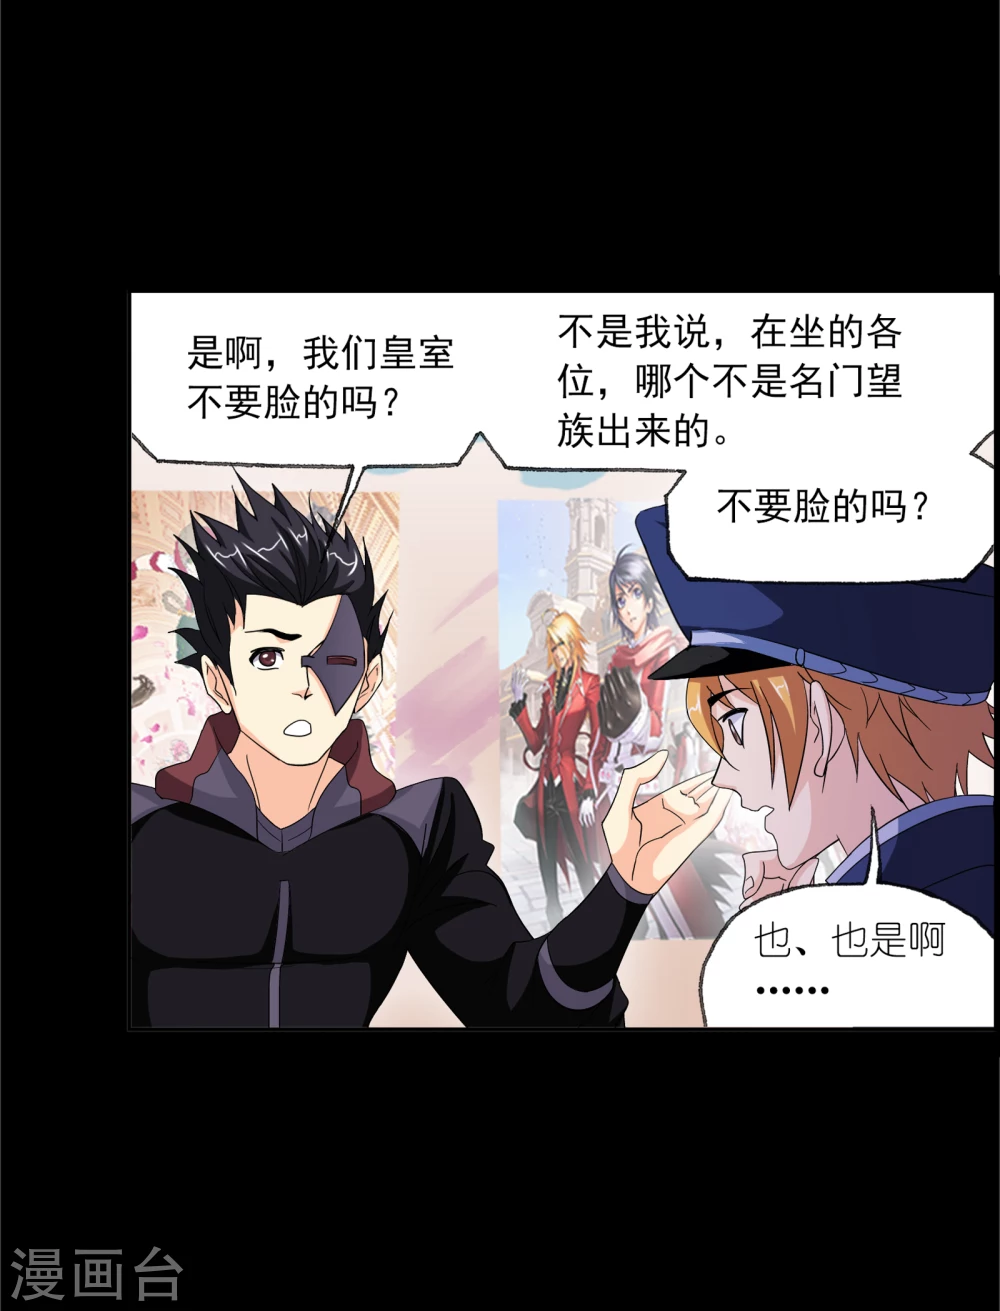 是啊，我们皇室
不要脸的吗？
不是我说，在坐的各
位，哪个不是名门望
族出来的。
不要脸的吗？
也、也是啊
……
漫画台